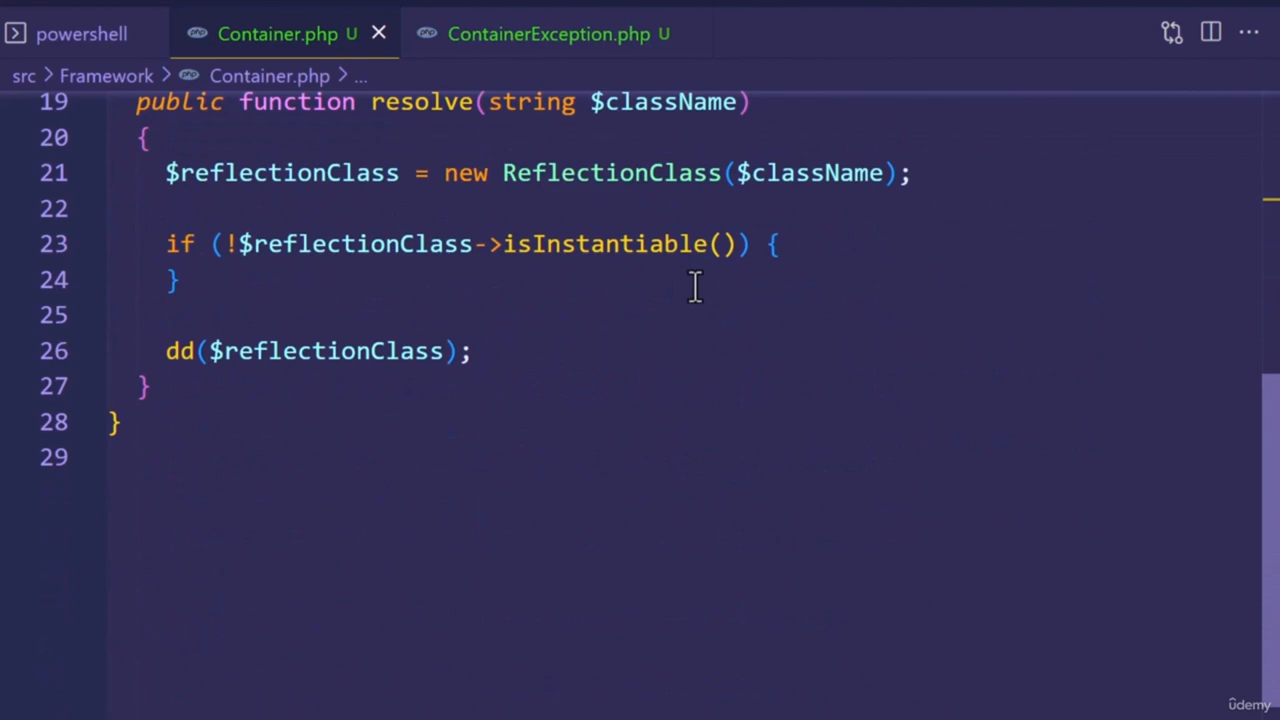 powershell Container.php U ContainerException.php U
src > Framework > Container.php > ...
19 public function resolve(string $className)
20 {
21 $reflectionClass = new ReflectionClass($className);
22
23 if (!$reflectionClass->isInstantiable()) {
24 }
25
26 dd($reflectionClass);
27 }
28 }
29
ûdemy